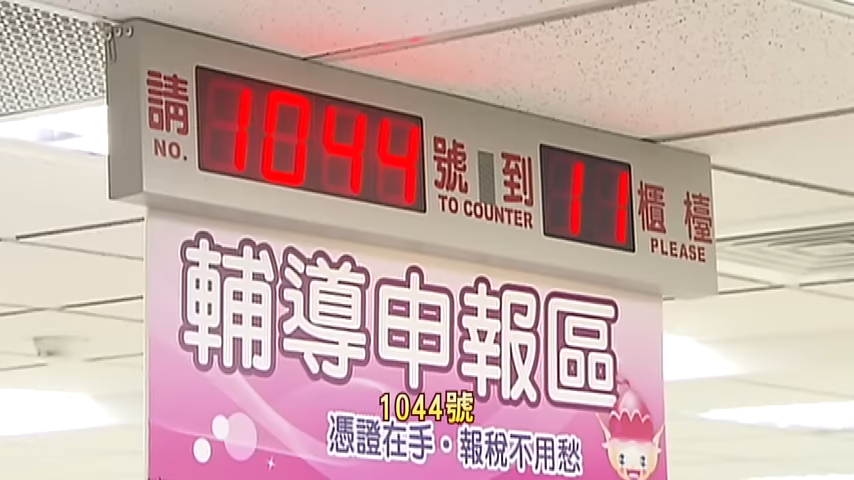 請 1044 號 到 11 櫃檯
NO. TO COUNTER PLEASE
輔導申報區
1044號
憑證在手·報稅不用愁